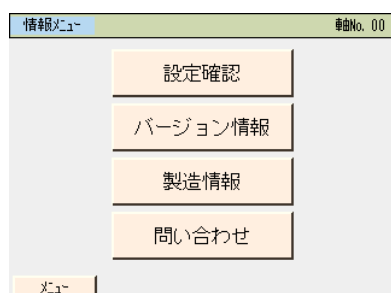 情報ﾒﾆｭｰ
軸No. 00
設定確認
バージョン情報
製造情報
問い合わせ
ﾒﾆｭｰ